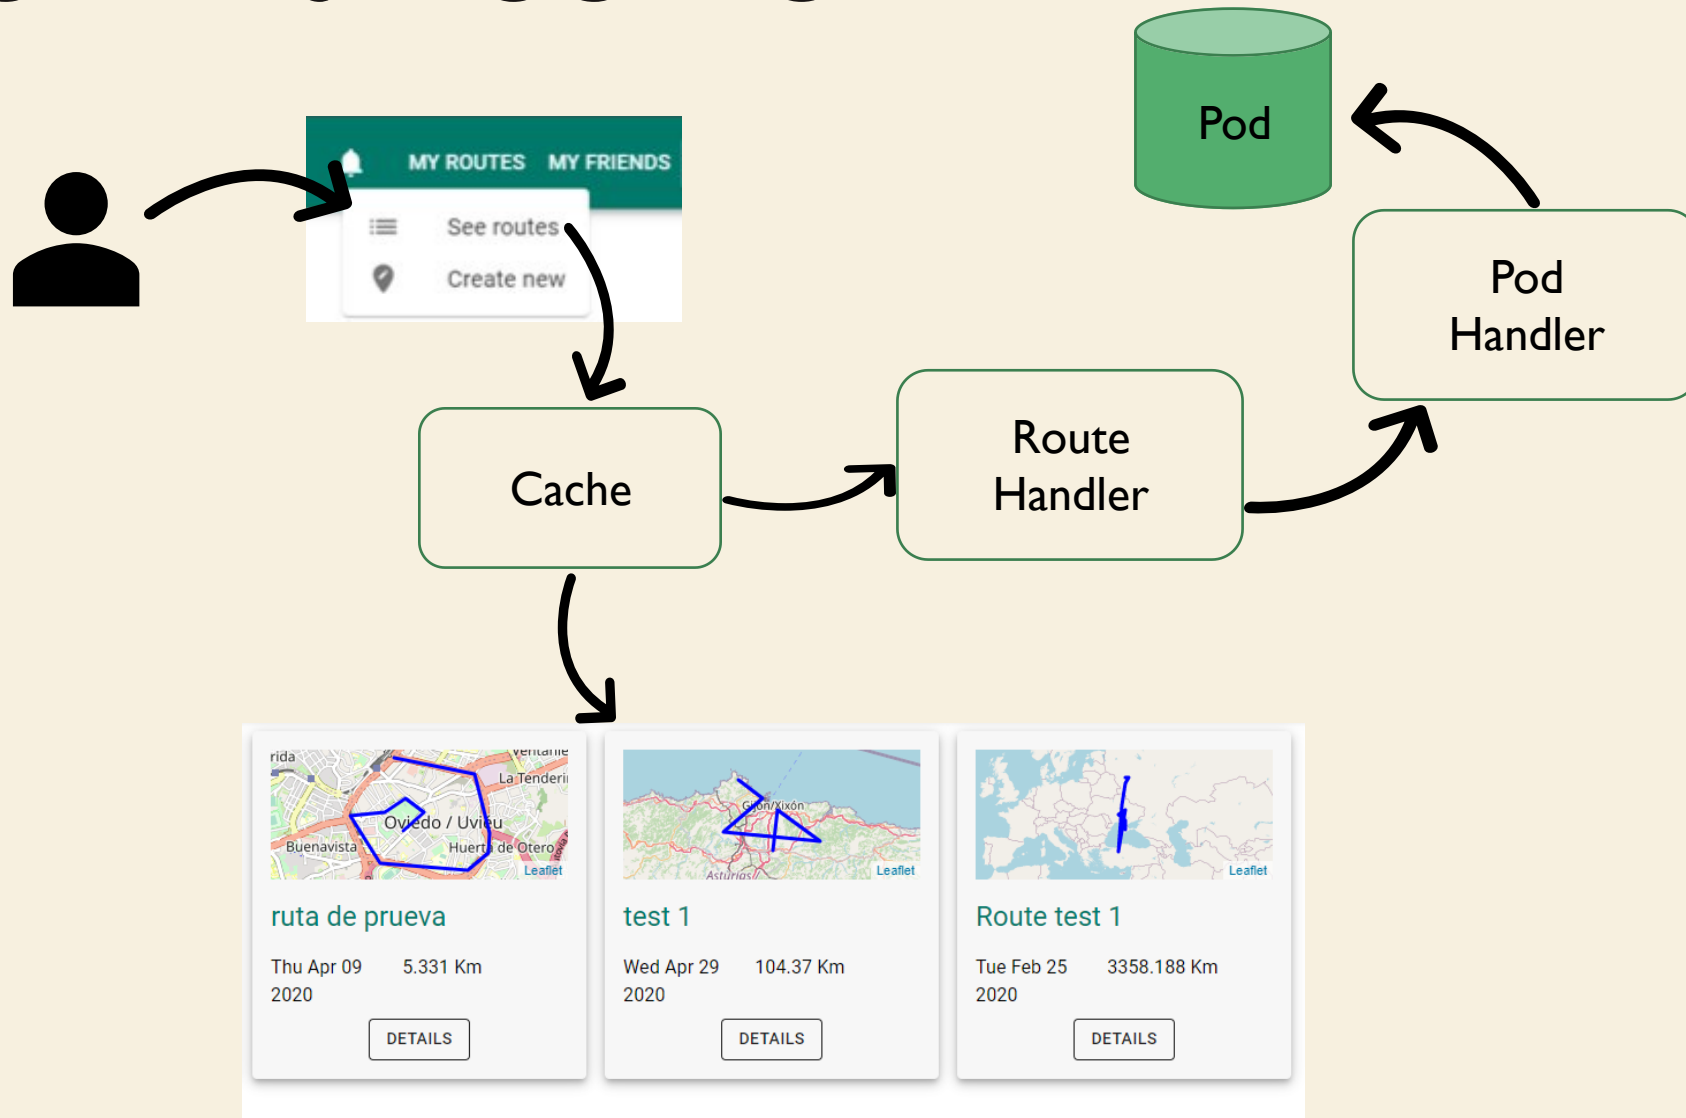 Pod
MY ROUTES MY FRIENDS
See routes
Create new
Pod
Handler
Route
Handler
Cache
rida
La Tenderi
Oviedo / Uviéu
Buenavista
Huerta de Otero
Leaflet
Gijón/Xixón
Asturias
Leaflet
Leaflet
ruta de prueva
Thu Apr 09 5.331 Km
2020
DETAILS
test 1
Wed Apr 29 104.37 Km
2020
DETAILS
Route test 1
Tue Feb 25 3358.188 Km
2020
DETAILS